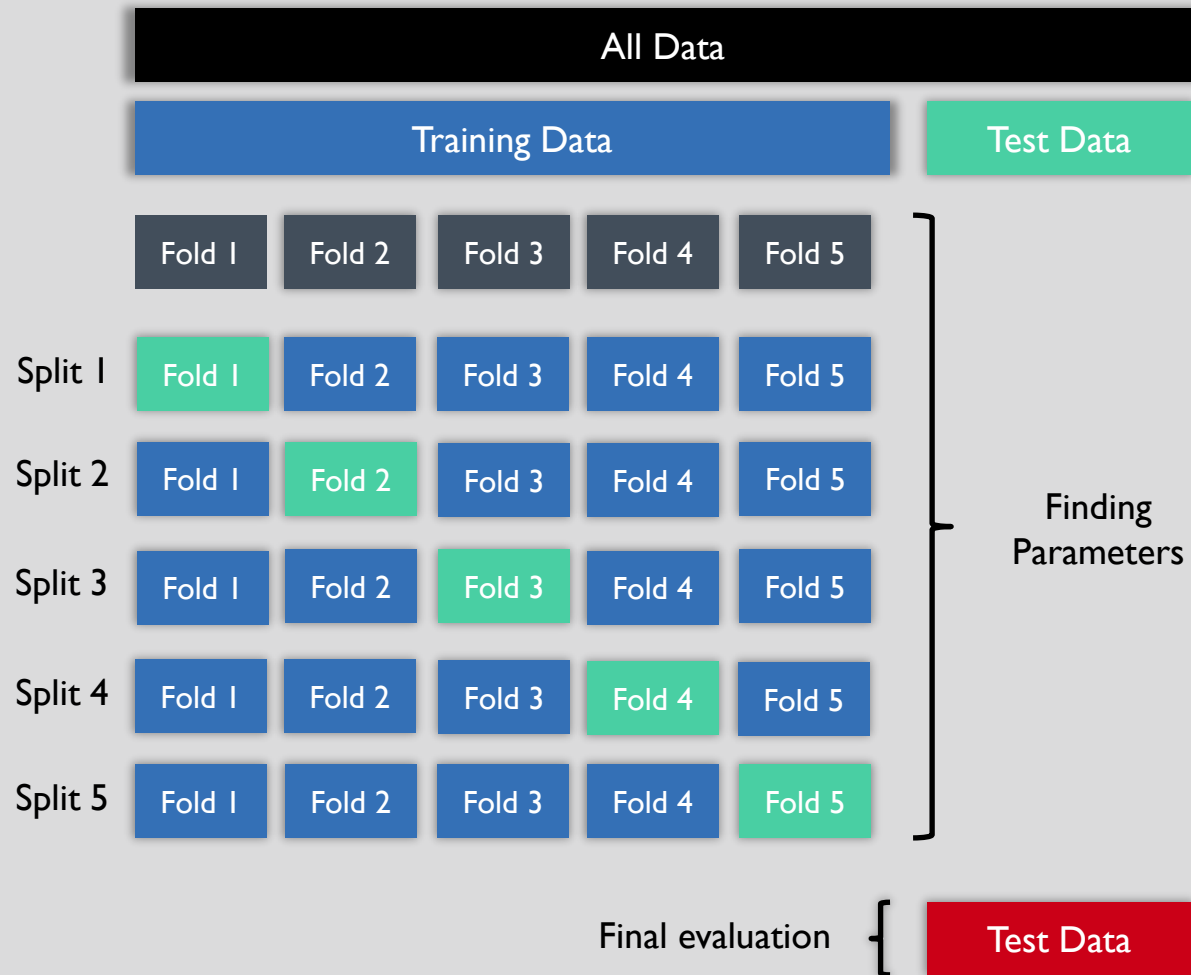 All Data
Training Data Test Data
Fold 1 Fold 2 Fold 3 Fold 4 Fold 5
Split 1 Fold 1 Fold 2 Fold 3 Fold 4 Fold 5
Split 2 Fold 1 Fold 2 Fold 3 Fold 4 Fold 5
Finding
Parameters
Split 3 Fold 1 Fold 2 Fold 3 Fold 4 Fold 5
Split 4 Fold 1 Fold 2 Fold 3 Fold 4 Fold 5
Split 5 Fold 1 Fold 2 Fold 3 Fold 4 Fold 5
Final evaluation Test Data